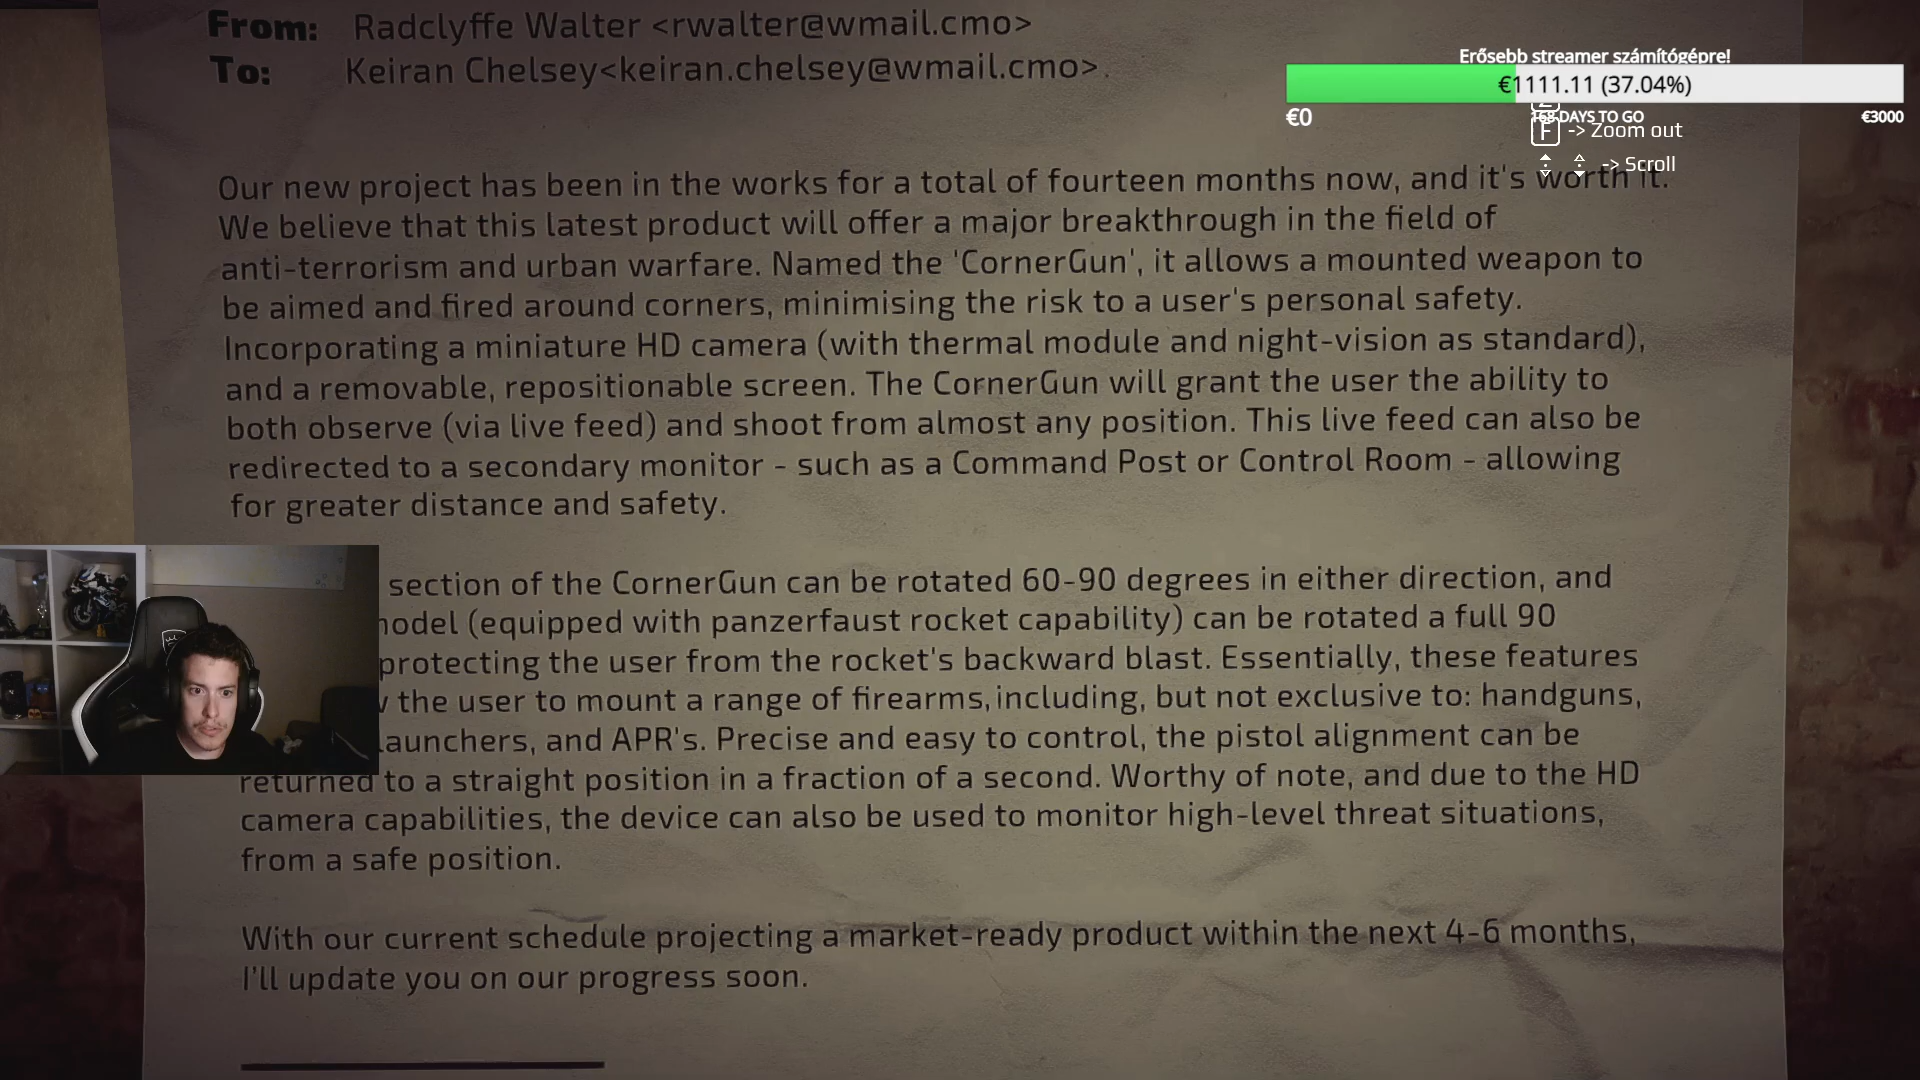 From: Radclyffe Walter <rwalter@wmail.cmo>
To: Keiran Chelsey<keiran.chelsey@wmail.cmo>.
Erősebb streamer számítógépre!
€1111.11 (37.04%)
€0 DAYS TO GO €3000
F -> Zoom out
-> Scroll
Our new project has been in the works for a total of fourteen months now, and it's worth it.
We believe that this latest product will offer a major breakthrough in the field of
anti-terrorism and urban warfare. Named the 'CornerGun', it allows a mounted weapon to
be aimed and fired around corners, minimising the risk to a user's personal safety.
Incorporating a miniature HD camera (with thermal module and night-vision as standard),
and a removable, repositionable screen. The CornerGun will grant the user the ability to
both observe (via live feed) and shoot from almost any position. This live feed can also be
redirected to a secondary monitor - such as a Command Post or Control Room - allowing
for greater distance and safety.
section of the CornerGun can be rotated 60-90 degrees in either direction, and
(equipped with panzerfaust rocket capability) can be rotated a full 90
protecting the user from the rocket's backward blast. Essentially, these features
the user to mount a range of firearms, including, but not exclusive to: handguns,
launchers, and APR's. Precise and easy to control, the pistol alignment can be
returned to a straight position in a fraction of a second. Worthy of note, and due to the HD
camera capabilities, the device can also be used to monitor high-level threat situations,
from a safe position.
With our current schedule projecting a market-ready product within the next 4-6 months,
I'll update you on our progress soon.